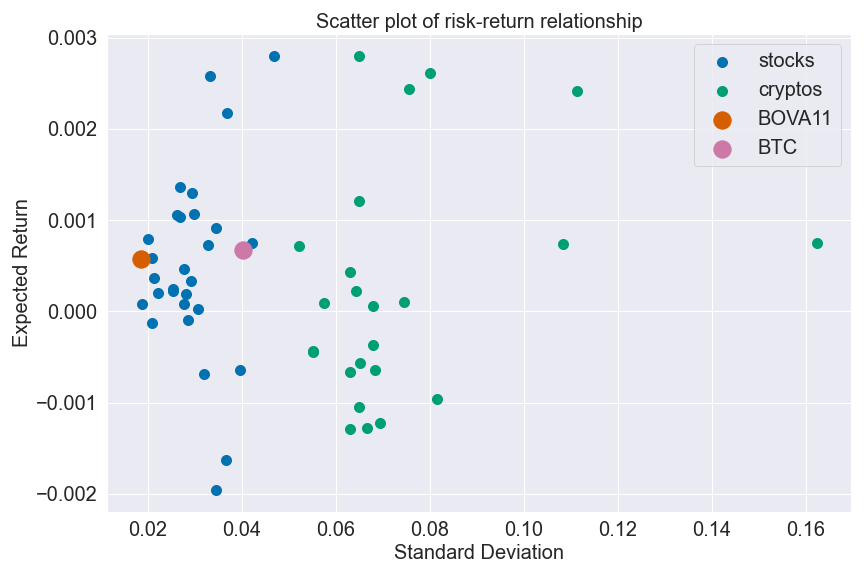 Scatter plot of risk-return relationship
stocks
cryptos
BOVA11
BTC
Expected Return
0.003
0.002
0.001
0.000
−0.001
−0.002
0.02 0.04 0.06 0.08 0.10 0.12 0.14 0.16
Standard Deviation